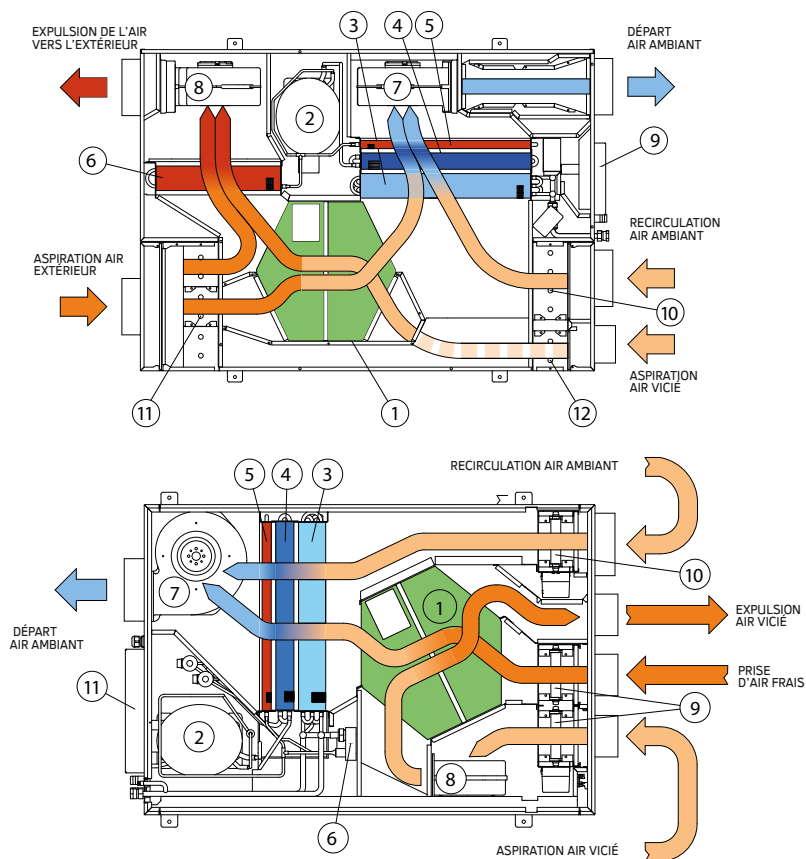 EXPULSION DE L'AIR
VERS L'EXTÉRIEUR
3
4
5
DÉPART
AIR AMBIANT
8
2
7
6
9
ASPIRATION AIR
EXTÉRIEUR
RECIRCULATION
AIR AMBIANT
10
11
1
12
ASPIRATION
AIR VICIÉ
RECIRCULATION AIR AMBIANT
5
4
3
7
10
1
EXPULSION
AIR VICIÉ
DÉPART
AIR AMBIANT
PRISE
D'AIR FRAIS
11
9
2
8
6
ASPIRATION AIR VICIÉ